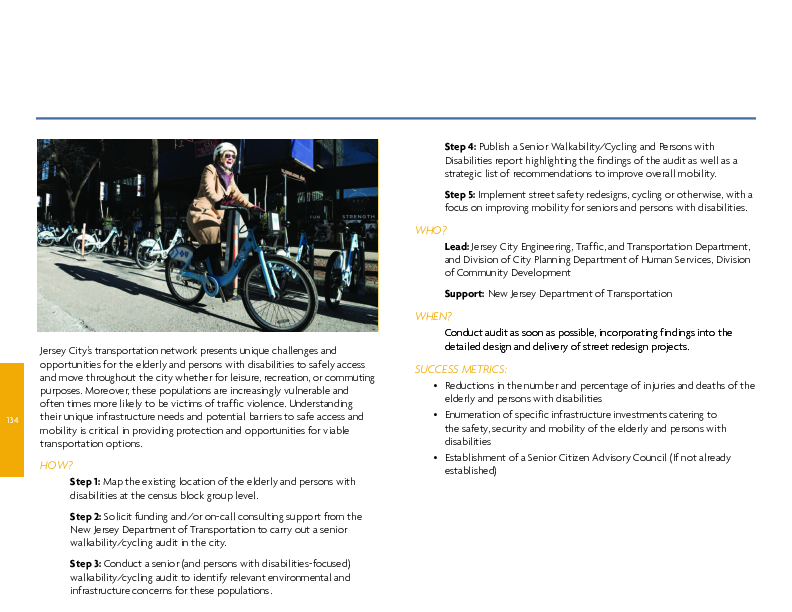 FUN
STRENGTH
Jersey City's transportation network presents unique challenges and
opportunities for the elderly and persons with disabilities to safely access
and move throughout the city whether for leisure, recreation, or commuting
purposes. Moreover, these populations are increasingly vulnerable and
often times more likely to be victims of traffic violence. Understanding
their unique infrastructure needs and potential barriers to safe access and
mobility is critical in providing protection and opportunities for viable
transportation options.
HOW?
Step 1: Map the existing location of the elderly and persons with
disabilities at the census block group level.
Step 2: Solicit funding and/or on-call consulting support from the
New Jersey Department of Transportation to carry out a senior
walkability/cycling audit in the city.
Step 3: Conduct a senior (and persons with disabilities-focused)
walkability/cycling audit to identify relevant environmental and
infrastructure concerns for these populations.
Step 4: Publish a Senior Walkability/Cycling and Persons with
Disabilities report highlighting the findings of the audit as well as a
strategic list of recommendations to improve overall mobility.
Step 5: Implement street safety redesigns, cycling or otherwise, with a
focus on improving mobility for seniors and persons with disabilities.
WHO?
Lead: Jersey City Engineering, Traffic, and Transportation Department,
and Division of City Planning Department of Human Services, Division
of Community Development
Support: New Jersey Department of Transportation
WHEN?
Conduct audit as soon as possible, incorporating findings into the
detailed design and delivery of street redesign projects.
SUCCESS METRICS:
• Reductions in the number and percentage of injuries and deaths of the
elderly and persons with disabilities
• Enumeration of specific infrastructure investments catering to
the safety, security and mobility of the elderly and persons with
disabilities
• Establishment of a Senior Citizen Advisory Council (If not already
established)
134